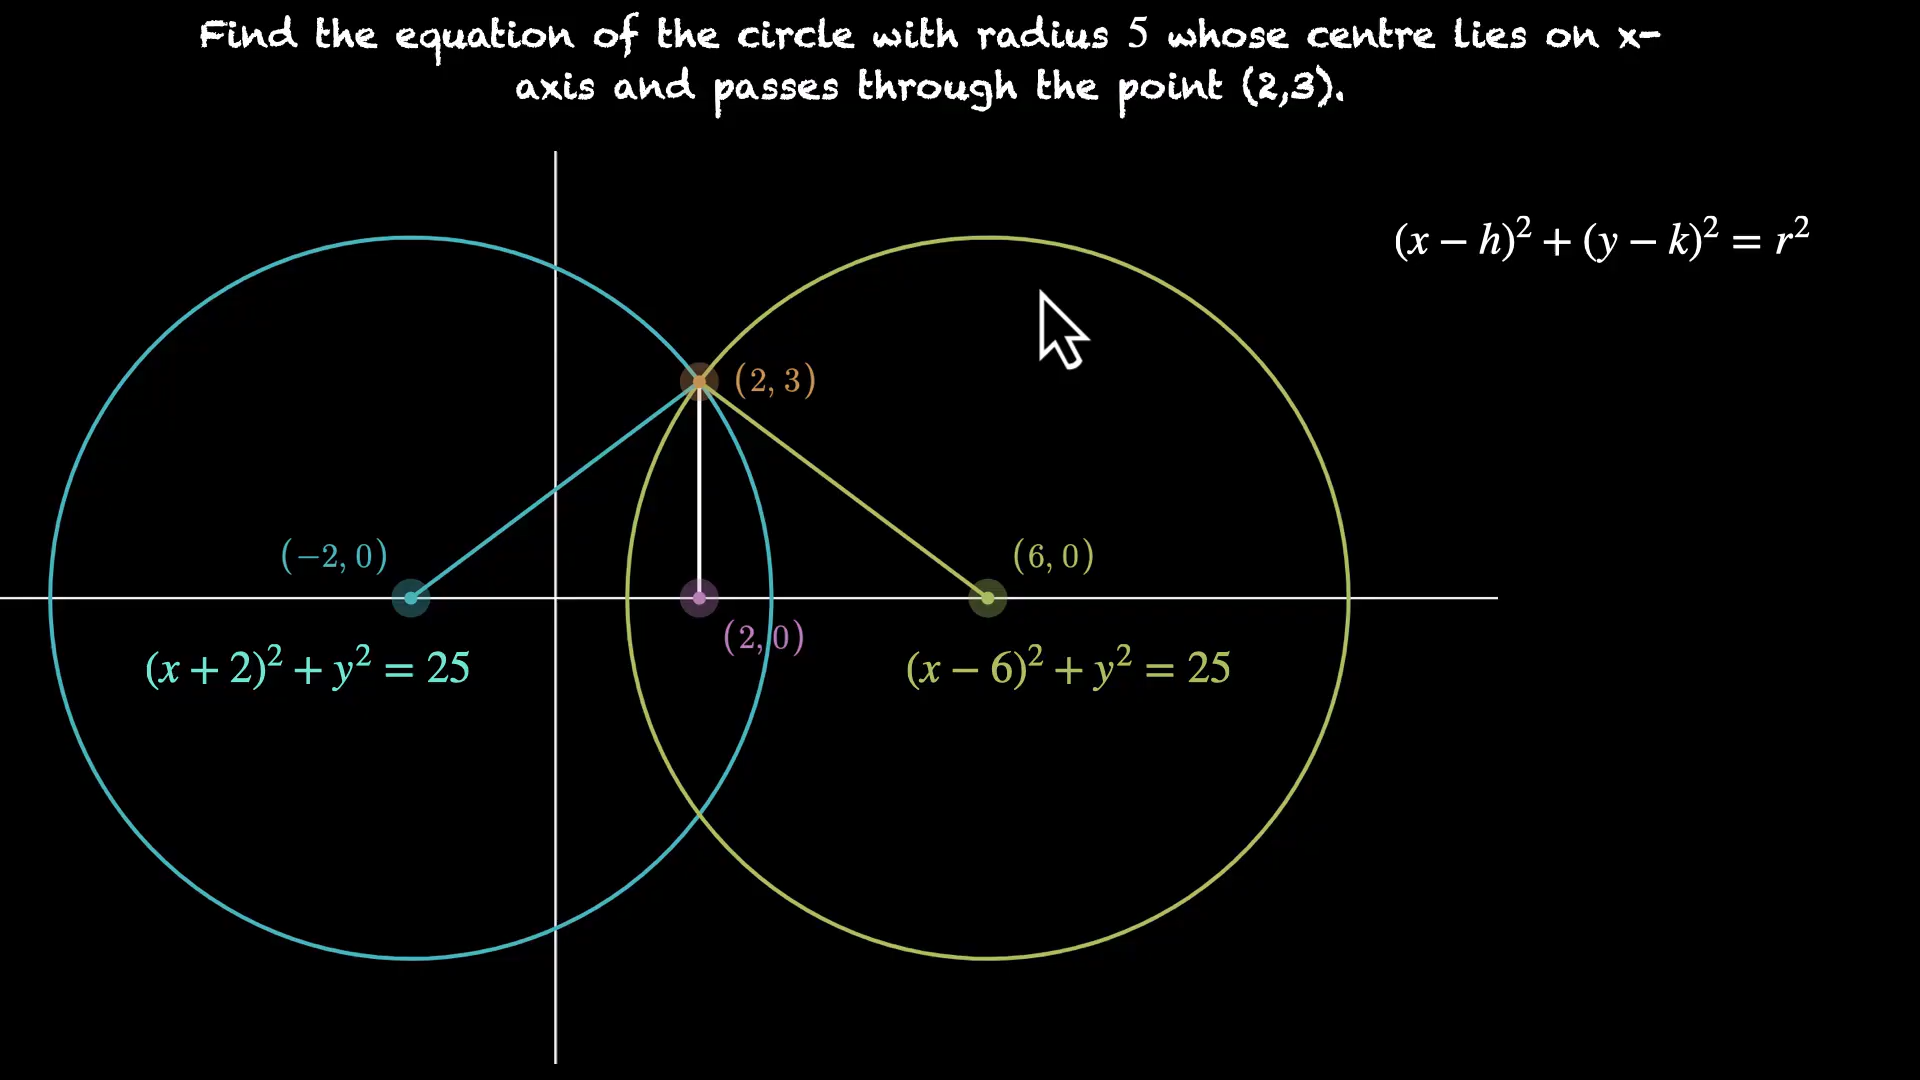 Find the equation of the circle with radius 5 whose centre lies on x-
axis and passes through the point (2,3).
(x − h)² + (y − k)² = r²
(2, 3)
(−2, 0)
(6, 0)
(2, 0)
(x + 2)² + y² = 25
(x − 6)² + y² = 25